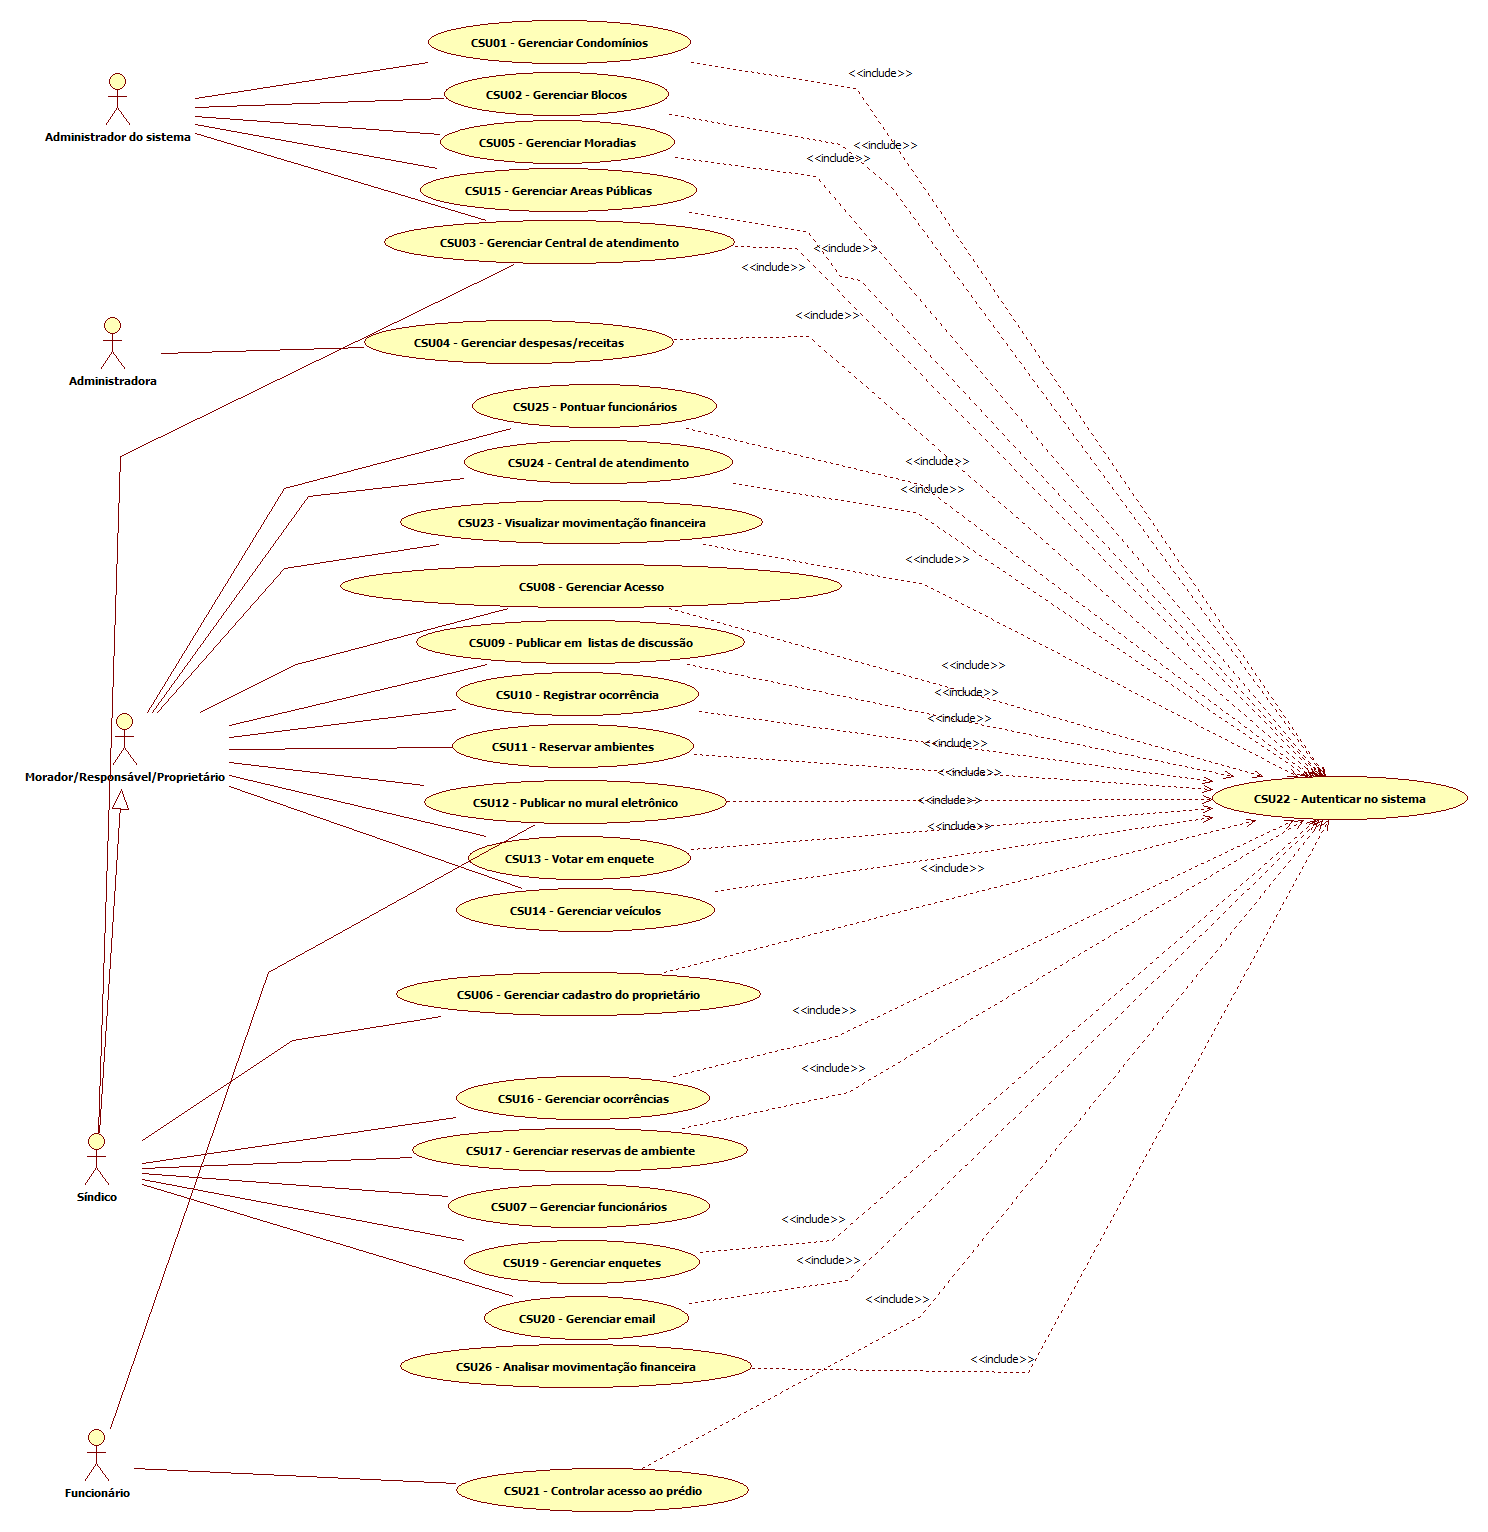 CSU01 - Gerenciar Condomínios
<<include>>
CSU02 - Gerenciar Blocos
Administrador do sistema
CSU05 - Gerenciar Moradias
<<include>>
<<include>>
CSU15 - Gerenciar Areas Públicas
CSU03 - Gerenciar Central de atendimento
<<include>>
<<include>>
<<include>>
CSU04 - Gerenciar despesas/receitas
Administradora
CSU25 - Pontuar funcionários
CSU24 - Central de atendimento
<<include>>
<<include>>
CSU23 - Visualizar movimentação financeira
<<include>>
CSU08 - Gerenciar Acesso
CSU09 - Publicar em  listas de discussão
<<include>>
CSU10 - Registrar ocorrência
<<include>>
<<include>>
CSU11 - Reservar ambientes
<<include>>
Morador/Responsável/Proprietário
<<include>>
CSU12 - Publicar no mural eletrônico
<<include>>
CSU22 - Autenticar no sistema
<<include>>
CSU13 - Votar em enquete
<<include>>
CSU14 - Gerenciar veículos
CSU06 - Gerenciar cadastro do proprietário
<<include>>
<<include>>
CSU16 - Gerenciar ocorrências
CSU17 - Gerenciar reservas de ambiente
Síndico
CSU07 – Gerenciar funcionários
<<include>>
CSU19 - Gerenciar enquetes
<<include>>
<<include>>
CSU20 - Gerenciar email
<<include>>
CSU26 - Analisar movimentação financeira
CSU21 - Controlar acesso ao prédio
Funcionário